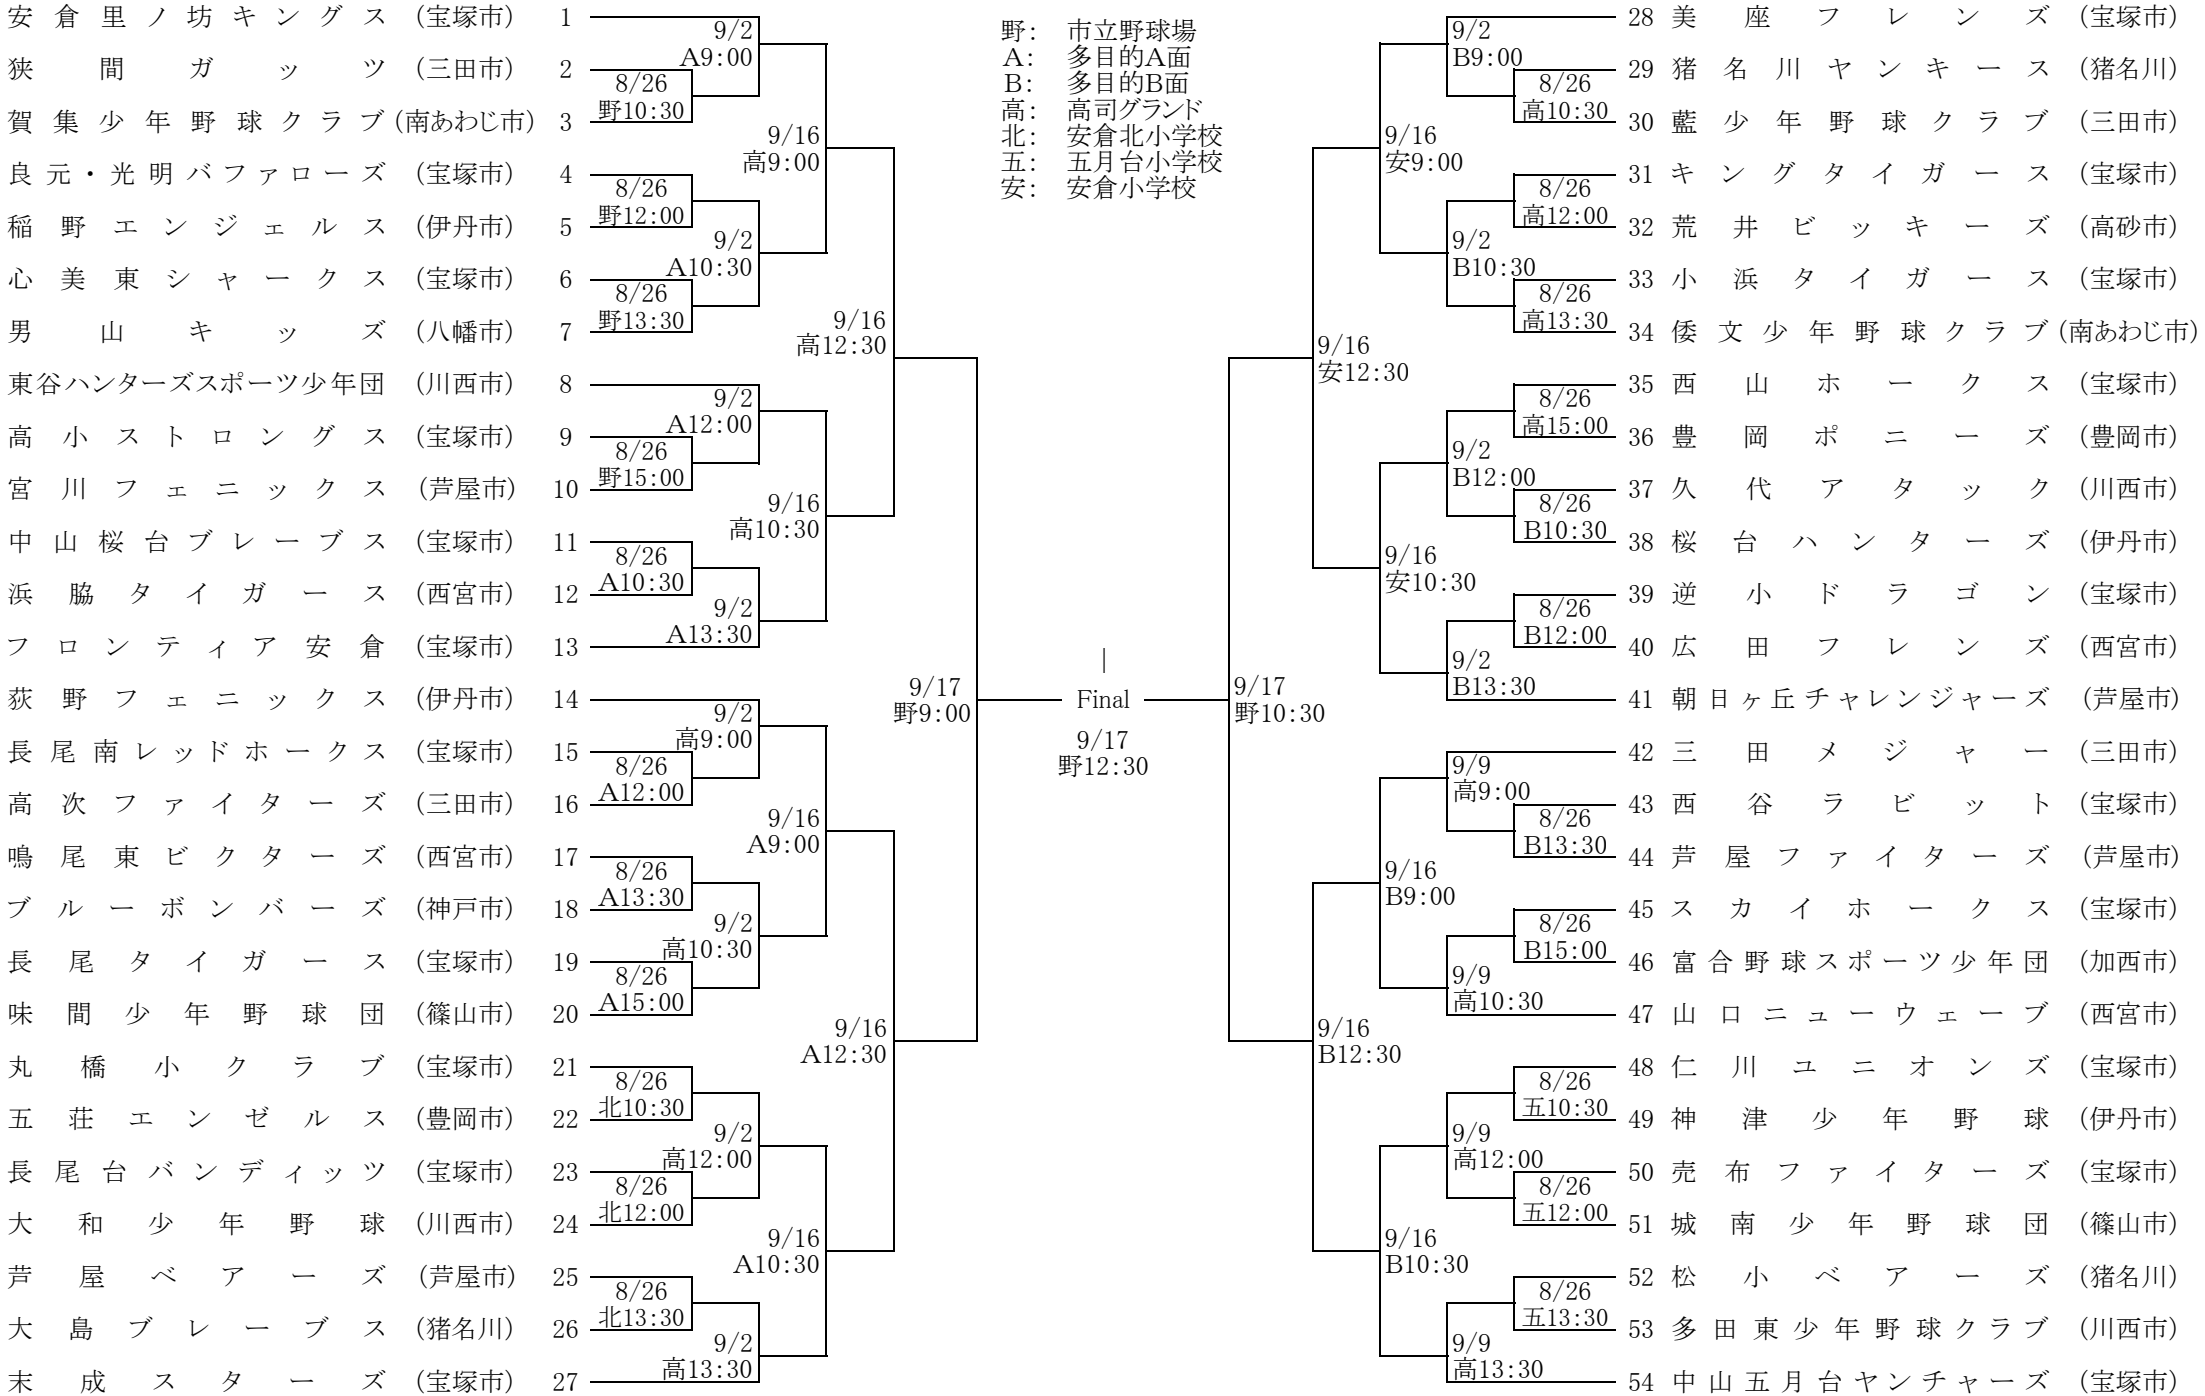 安倉里ノ坊キングス (宝塚市) 1
狭間ガッツ (三田市) 2
賀集少年野球クラブ (南あわじ市) 3
良元・光明バファローズ (宝塚市) 4
稲野エンジェルス (伊丹市) 5
心美東シャークス (宝塚市) 6
男山キッズ (八幡市) 7
東谷ハンターズスポーツ少年団 (川西市) 8
高小ストロングス (宝塚市) 9
宮川フェニックス (芦屋市) 10
中山桜台ブレーブス (宝塚市) 11
浜脇タイガース (西宮市) 12
フロンティア安倉 (宝塚市) 13
荻野フェニックス (伊丹市) 14
長尾南レッドホークス (宝塚市) 15
高次ファイターズ (三田市) 16
鳴尾東ビクターズ (西宮市) 17
ブルーボンバーズ (神戸市) 18
長尾タイガース (宝塚市) 19
味間少年野球団 (篠山市) 20
丸橋小クラブ (宝塚市) 21
五荘エンゼルス (豊岡市) 22
長尾台バンディッツ (宝塚市) 23
大和少年野球 (川西市) 24
芦屋ベアーズ (芦屋市) 25
大島ブレーブス (猪名川) 26
末成スターズ (宝塚市) 27
8/26
野10:30
8/26
野12:00
8/26
野13:30
8/26
野15:00
8/26
A10:30
8/26
A12:00
8/26
A13:30
8/26
A15:00
8/26
北10:30
8/26
北12:00
8/26
北13:30
9/2
A9:00
9/2
A10:30
9/2
A12:00
9/2
A13:30
9/2
高9:00
9/2
高10:30
9/2
高12:00
9/2
高13:30
9/16
高9:00
9/16
高10:30
9/16
A9:00
9/16
A10:30
9/16
高12:30
9/16
A12:30
9/17
野9:00
野: 市立野球場
A: 多目的A面
B: 多目的B面
高: 高司グランド
北: 安倉北小学校
五: 五月台小学校
安: 安倉小学校
|
Final
9/17
野12:30
9/17
野10:30
9/16
安12:30
9/16
B12:30
9/16
安9:00
9/16
安10:30
9/16
B9:00
9/16
B10:30
9/2
B9:00
9/2
B10:30
9/2
B12:00
9/2
B13:30
9/9
高9:00
9/9
高10:30
9/9
高12:00
9/9
高13:30
8/26
高10:30
8/26
高12:00
8/26
高13:30
8/26
高15:00
8/26
B10:30
8/26
B12:00
8/26
B13:30
8/26
B15:00
8/26
五10:30
8/26
五12:00
8/26
五13:30
28 美座フレンズ (宝塚市)
29 猪名川ヤンキース (猪名川)
30 藍少年野球クラブ (三田市)
31 キングタイガース (宝塚市)
32 荒井ビッキーズ (高砂市)
33 小浜タイガース (宝塚市)
34 倭文少年野球クラブ (南あわじ市)
35 西山ホークス (宝塚市)
36 豊岡ポニーズ (豊岡市)
37 久代アタック (川西市)
38 桜台ハンターズ (伊丹市)
39 逆小ドラゴン (宝塚市)
40 広田フレンズ (西宮市)
41 朝日ヶ丘チャレンジャーズ (芦屋市)
42 三田メジャー (三田市)
43 西谷ラビット (宝塚市)
44 芦屋ファイターズ (芦屋市)
45 スカイホークス (宝塚市)
46 富合野球スポーツ少年団 (加西市)
47 山口ニューウェーブ (西宮市)
48 仁川ユニオンズ (宝塚市)
49 神津少年野球 (伊丹市)
50 売布ファイターズ (宝塚市)
51 城南少年野球団 (篠山市)
52 松小ベアーズ (猪名川)
53 多田東少年野球クラブ (川西市)
54 中山五月台ヤンチャーズ (宝塚市)